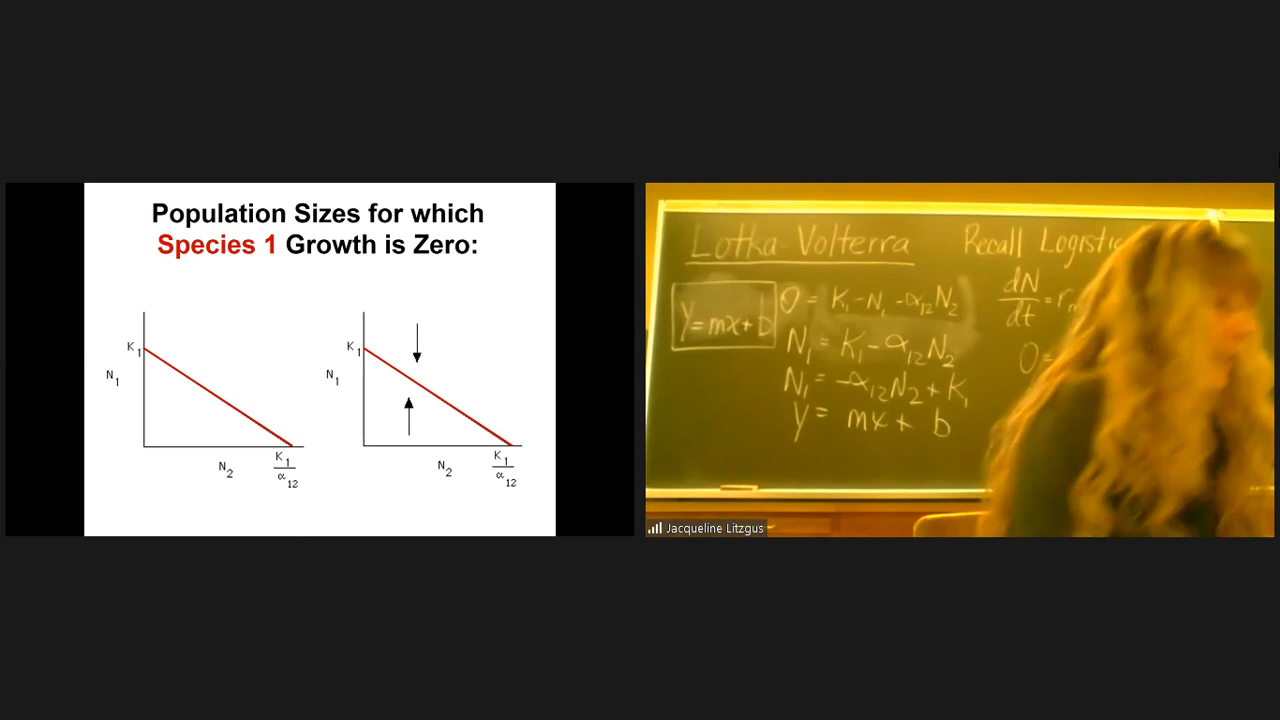 Population Sizes for which
Species 1 Growth is Zero:
K1
N1
N2
K1
α12
K1
N1
N2
K1
α12
Lotka-Volterra
Recall Logistic
y=mx+b
0 = K1-N1-α12N2
N1 = K1-α12N2
N1 = -α12N2+K1
y = mx+ b
dN
dt
= r
0=
Jacqueline Litzgus